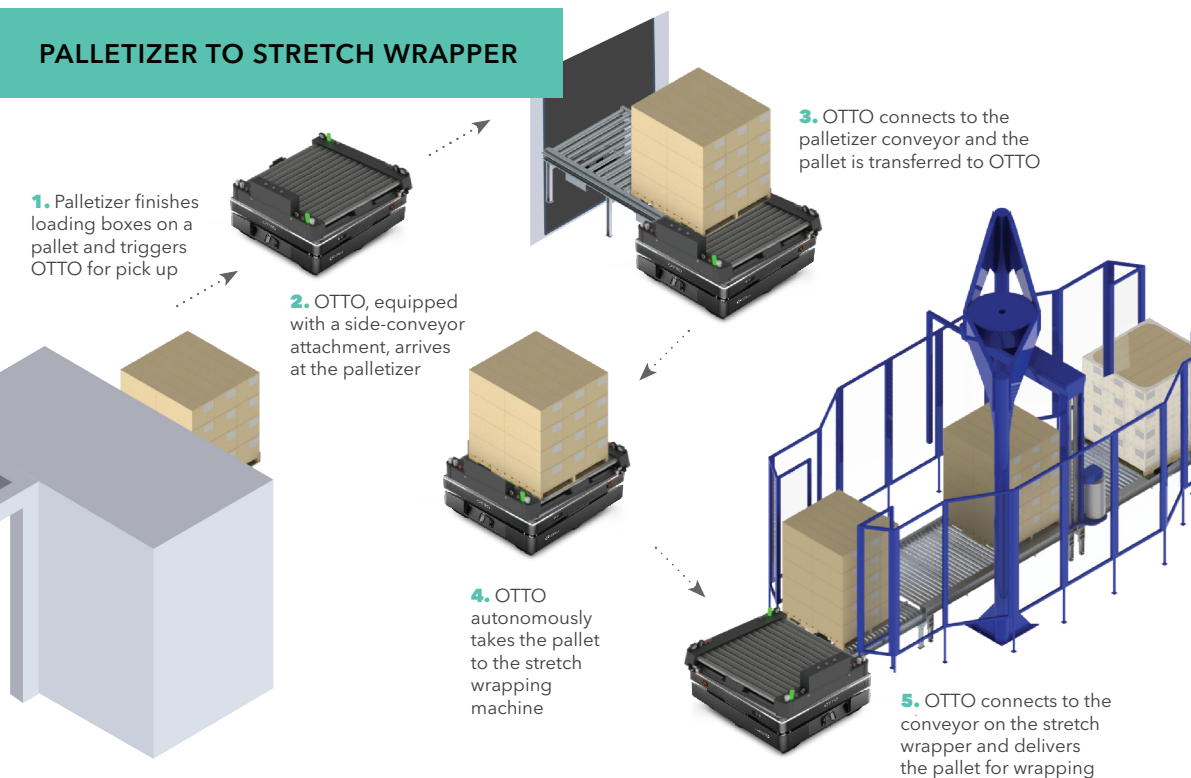 PALLETIZER TO STRETCH WRAPPER
1. Palletizer finishes
loading boxes on a
pallet and triggers
OTTO for pick up
2. OTTO, equipped
with a side-conveyor
attachment, arrives
at the palletizer
3. OTTO connects to the
palletizer conveyor and the
pallet is transferred to OTTO
4. OTTO
autonomously
takes the pallet
to the stretch
wrapping
machine
5. OTTO connects to the
conveyor on the stretch
wrapper and delivers
the pallet for wrapping